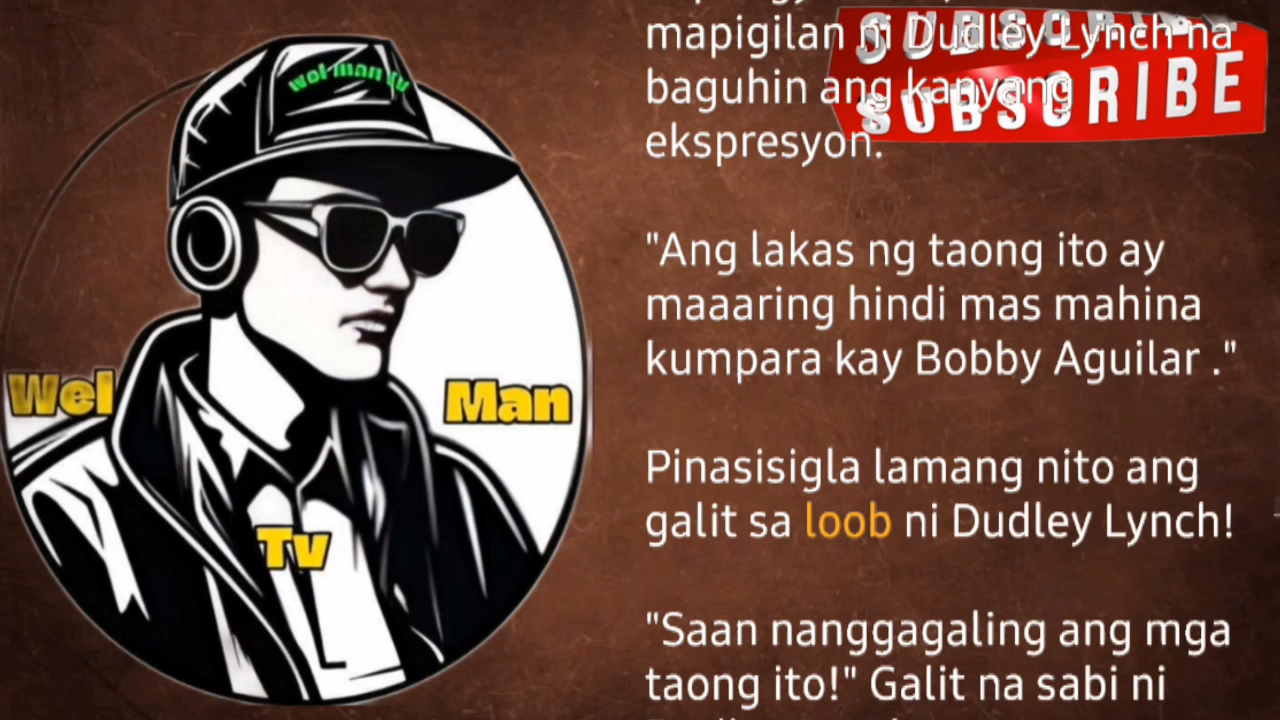 wel man tv
Wel
Man
Tv
SUBSCRIBE
SUBSCRIBE
mapigilan ni Dudley Lynch na
baguhin ang kanyang
ekspresyon.
"Ang lakas ng taong ito ay
maaaring hindi mas mahina
kumpara kay Bobby Aguilar ."
Pinasisigla lamang nito ang
galit sa loob ni Dudley Lynch!
"Saan nanggagaling ang mga
taong ito!" Galit na sabi ni